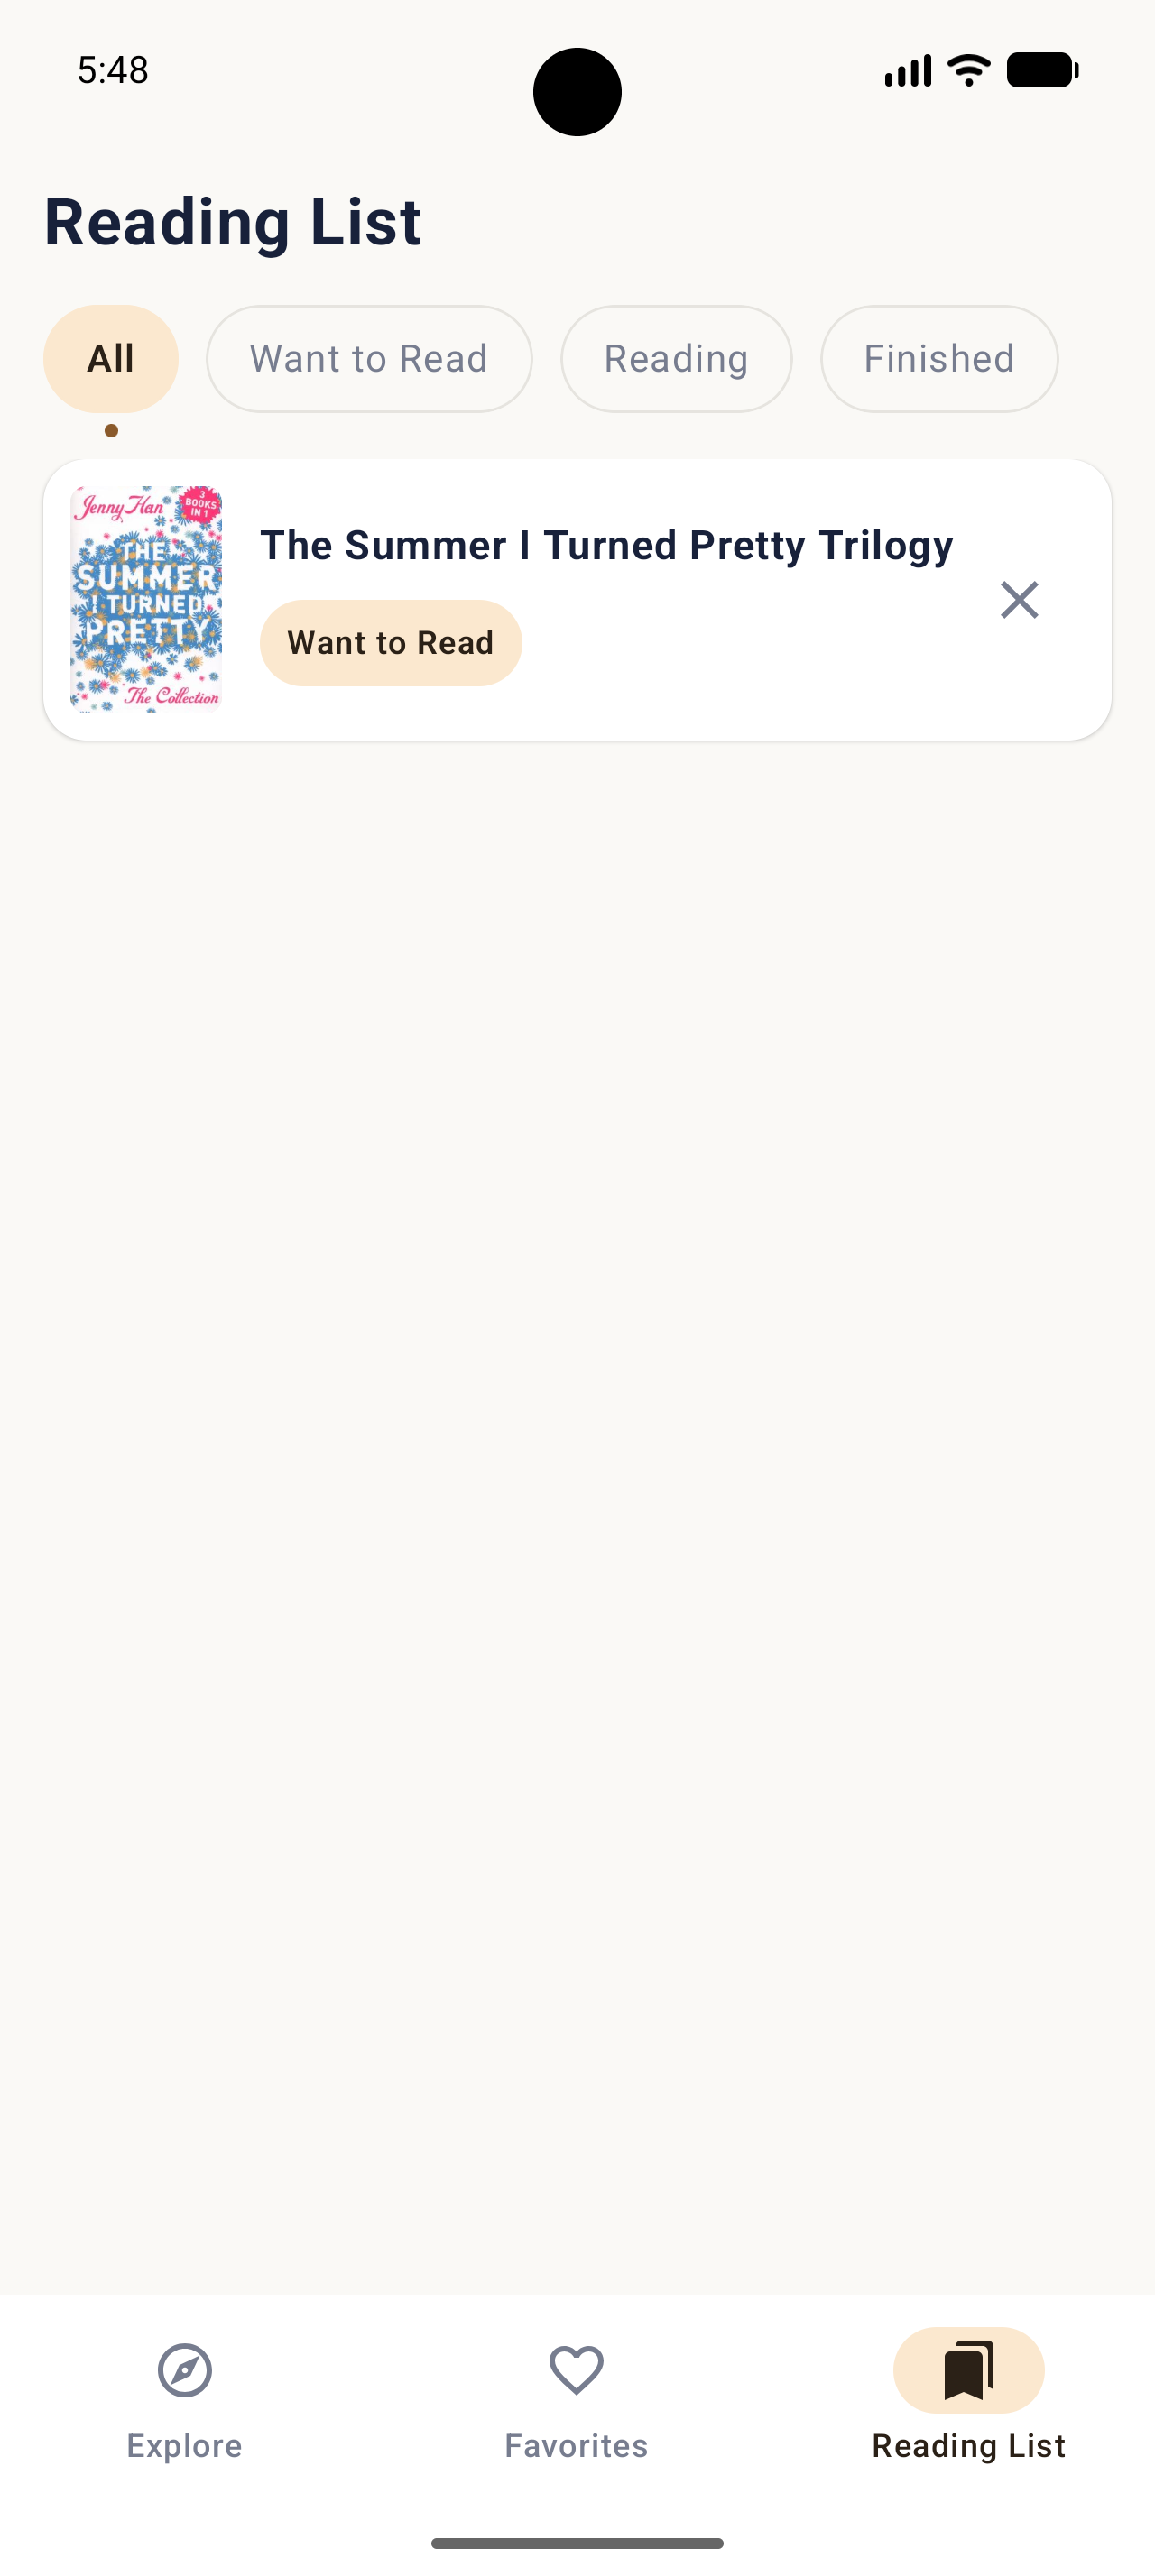 5:48
Reading List
All
Want to Read
Reading
Finished
Jenny Han
3
BOOKS
IN 1
THE
SUMMER
I TURNED
PRETTY
The Collection
The Summer I Turned Pretty Trilogy
Want to Read
Explore
Favorites
Reading List